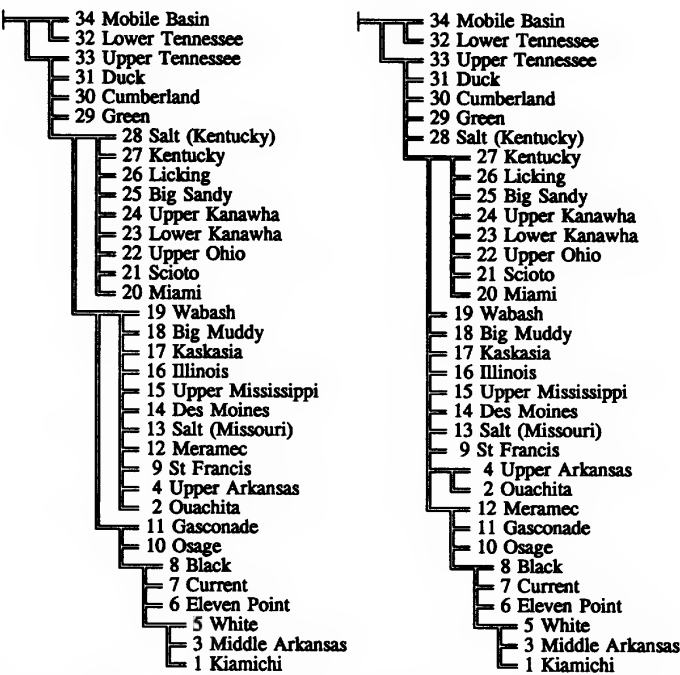 34 Mobile Basin
32 Lower Tennessee
33 Upper Tennessee
31 Duck
30 Cumberland
29 Green
28 Salt (Kentucky)
27 Kentucky
26 Licking
25 Big Sandy
24 Upper Kanawha
23 Lower Kanawha
22 Upper Ohio
21 Scioto
20 Miami
19 Wabash
18 Big Muddy
17 Kaskasia
16 Illinois
15 Upper Mississippi
14 Des Moines
13 Salt (Missouri)
12 Meramec
9 St Francis
4 Upper Arkansas
2 Ouachita
11 Gasconade
10 Osage
8 Black
7 Current
6 Eleven Point
5 White
3 Middle Arkansas
1 Kiamichi
34 Mobile Basin
32 Lower Tennessee
33 Upper Tennessee
31 Duck
30 Cumberland
29 Green
28 Salt (Kentucky)
27 Kentucky
26 Licking
25 Big Sandy
24 Upper Kanawha
23 Lower Kanawha
22 Upper Ohio
21 Scioto
20 Miami
19 Wabash
18 Big Muddy
17 Kaskasia
16 Illinois
15 Upper Mississippi
14 Des Moines
13 Salt (Missouri)
9 St Francis
4 Upper Arkansas
2 Ouachita
12 Meramec
11 Gasconade
10 Osage
8 Black
7 Current
6 Eleven Point
5 White
3 Middle Arkansas
1 Kiamichi